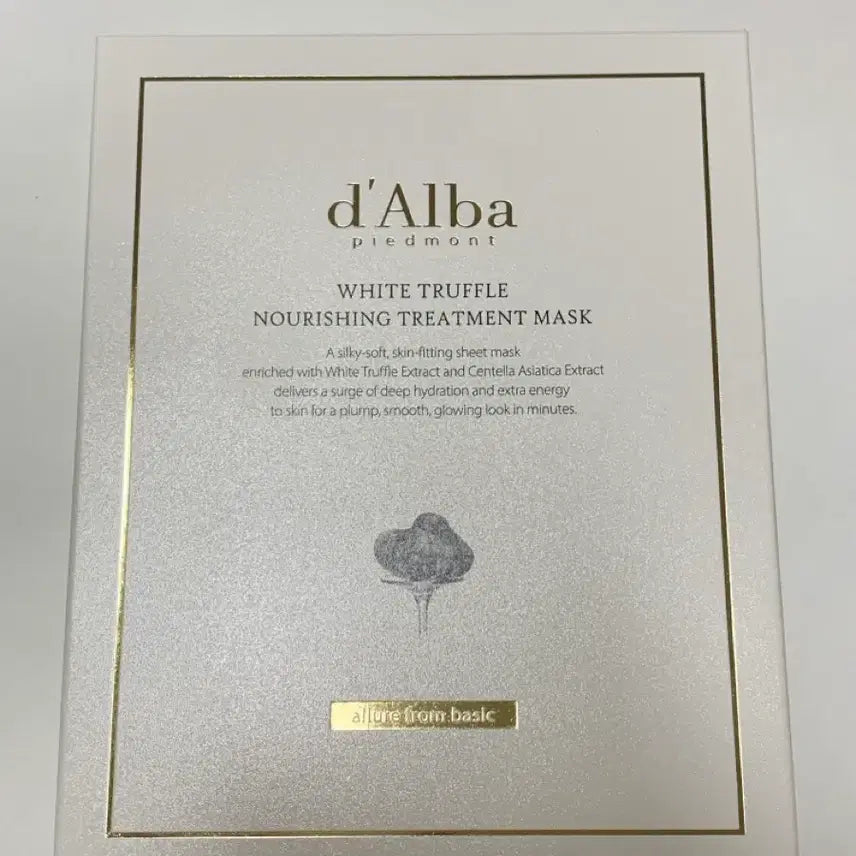 d'Alba
piedmont
WHITE TRUFFLE
NOURISHING TREATMENT MASK
A silky-soft, skin-fitting sheet mask
enriched with White Truffle Extract and Centella Asiatica Extract
delivers a surge of deep hydration and extra energy
to skin for a plump, smooth, glowing look in minutes.
allure from basic